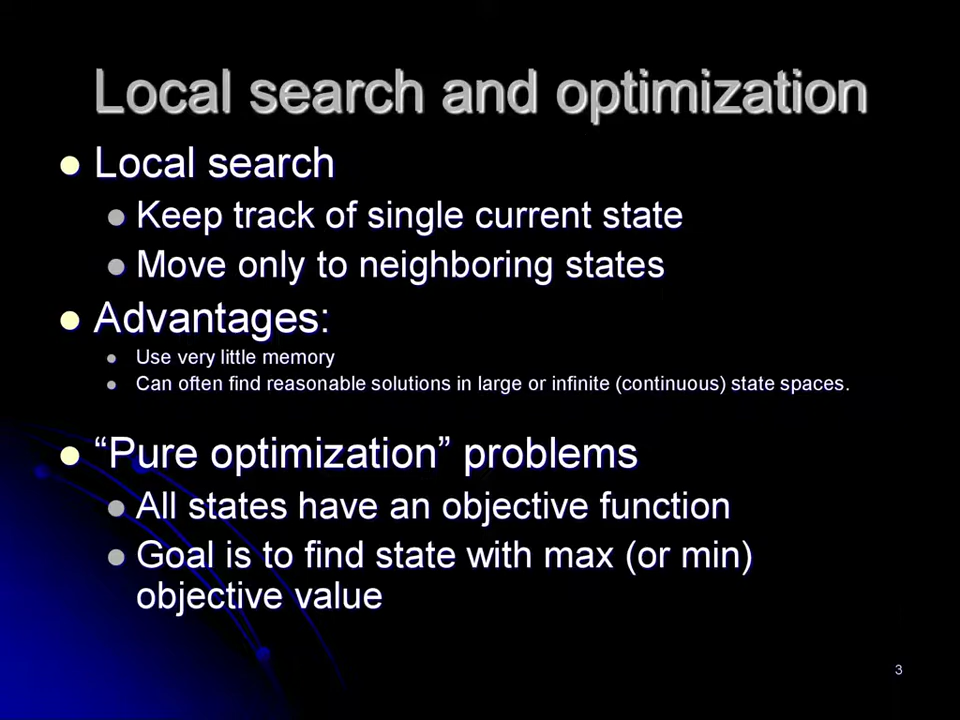 Local search and optimization
Local search
Keep track of single current state
Move only to neighboring states
Advantages:
Use very little memory
Can often find reasonable solutions in large or infinite (continuous) state spaces.
“Pure optimization” problems
All states have an objective function
Goal is to find state with max (or min)
objective value
3